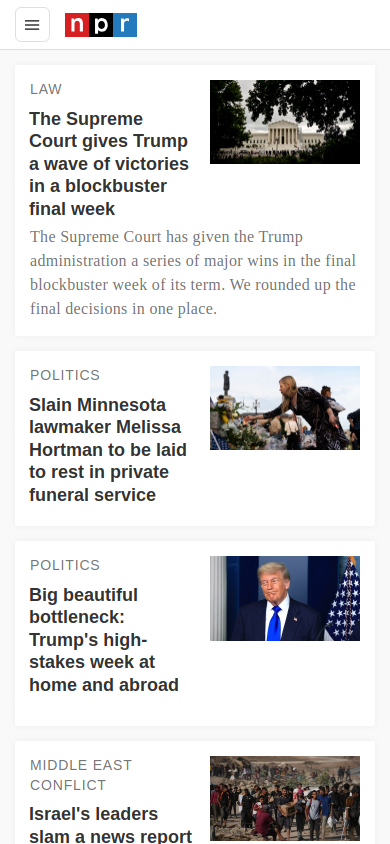 npr
LAW
The Supreme
Court gives Trump
a wave of victories
in a blockbuster
final week
The Supreme Court has given the Trump
administration a series of major wins in the final
blockbuster week of its term. We rounded up the
final decisions in one place.
POLITICS
Slain Minnesota
lawmaker Melissa
Hortman to be laid
to rest in private
funeral service
POLITICS
Big beautiful
bottleneck:
Trump's high-
stakes week at
home and abroad
MIDDLE EAST
CONFLICT
Israel's leaders
slam a news report